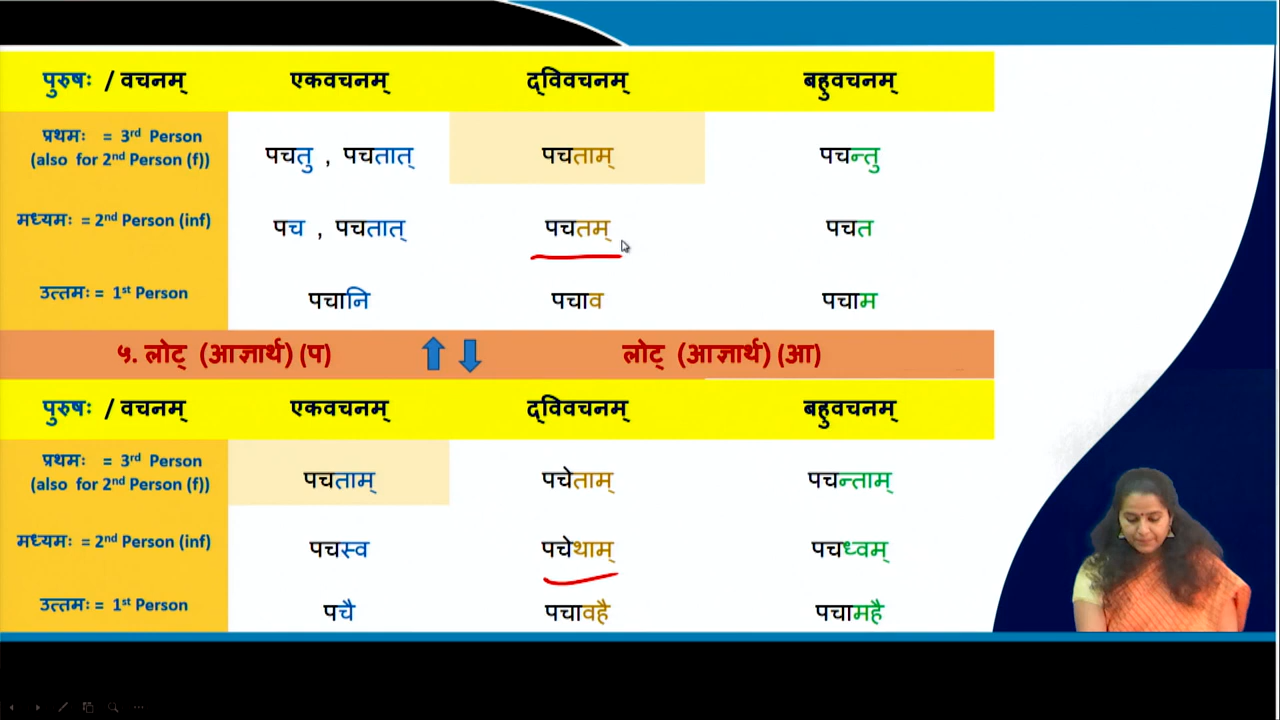 पुरुषः / वचनम् एकवचनम् द्विवचनम् बहुवचनम्
प्रथमः = 3rd Person
(also for 2nd Person (f)) पचतु , पचतात् पचताम् पचन्तु
मध्यमः = 2nd Person (inf) पच , पचतात् पचतम् पचत
उत्तमः = 1st Person पचानि पचाव पचाम
५. लोट् (आज्ञार्थ) (प) लोट् (आज्ञार्थ) (आ)
पुरुषः / वचनम् एकवचनम् द्विवचनम् बहुवचनम्
प्रथमः = 3rd Person
(also for 2nd Person (f)) पचताम् पचेताम् पचन्ताम्
मध्यमः = 2nd Person (inf) पचस्व पचेथाम् पचध्वम्
उत्तमः = 1st Person पचै पचावहै पचामहै